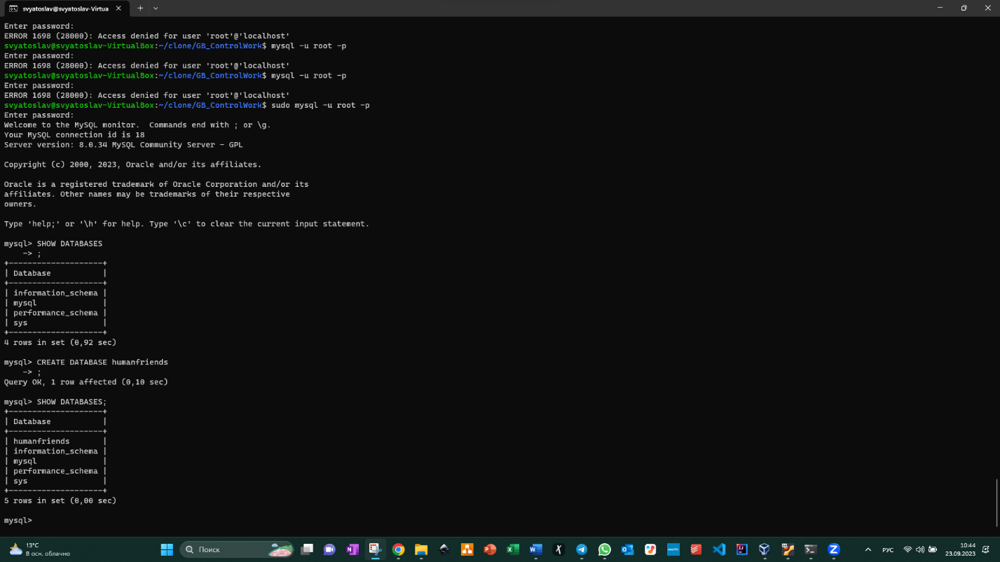 svyatoslav@svyatoslav-Virtua
Enter password:
ERROR 1698 (28000): Access denied for user 'root'@'localhost'
svyatoslav@svyatoslav-VirtualBox:~/clone/GB_ControlWork$ mysql -u root -p
Enter password:
ERROR 1698 (28000): Access denied for user 'root'@'localhost'
svyatoslav@svyatoslav-VirtualBox:~/clone/GB_ControlWork$ mysql -u root -p
Enter password:
ERROR 1698 (28000): Access denied for user 'root'@'localhost'
svyatoslav@svyatoslav-VirtualBox:~/clone/GB_ControlWork$ sudo mysql -u root -p
Enter password:
Welcome to the MySQL monitor.  Commands end with ; or \g.
Your MySQL connection id is 18
Server version: 8.0.34 MySQL Community Server - GPL
Copyright (c) 2000, 2023, Oracle and/or its affiliates.
Oracle is a registered trademark of Oracle Corporation and/or its
affiliates. Other names may be trademarks of their respective
owners.
Type 'help;' or '\h' for help. Type '\c' to clear the current input statement.
mysql> SHOW DATABASES
    -> ;
+--------------------+
| Database           |
+--------------------+
| information_schema |
| mysql              |
| performance_schema |
| sys                |
+--------------------+
4 rows in set (0,92 sec)
mysql> CREATE DATABASE humanfriends
    -> ;
Query OK, 1 row affected (0,10 sec)
mysql> SHOW DATABASES;
+--------------------+
| Database           |
+--------------------+
| humanfriends       |
| information_schema |
| mysql              |
| performance_schema |
| sys                |
+--------------------+
5 rows in set (0,00 sec)
mysql>
13°C
В осн. облачно
Поиск
РУС
10:44
23.09.2023